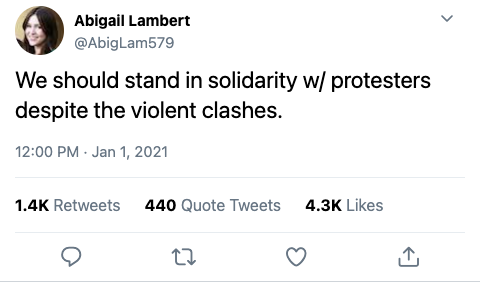 Abigail Lambert
@AbigLam579
We should stand in solidarity w/ protesters
despite the violent clashes.
12:00 PM · Jan 1, 2021
1.4K Retweets 440 Quote Tweets 4.3K Likes